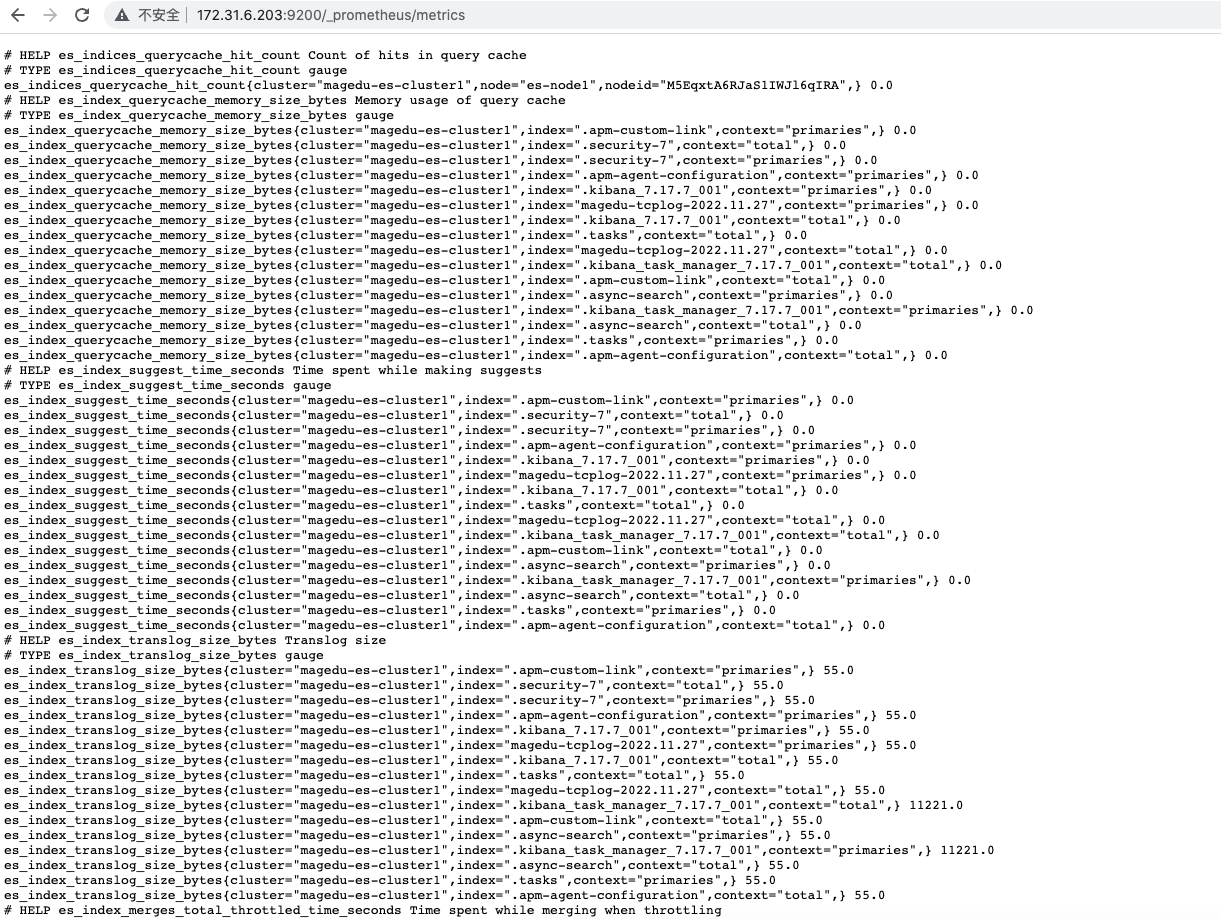 不安全 172.31.6.203:9200/_prometheus/metrics
# HELP es_indices_querycache_hit_count Count of hits in query cache
# TYPE es_indices_querycache_hit_count gauge
es_indices_querycache_hit_count{cluster="magedu-es-cluster1",node="es-node1",nodeid="M5EqxtA6RJaS1IWJl6qIRA",} 0.0
# HELP es_index_querycache_memory_size_bytes Memory usage of query cache
# TYPE es_index_querycache_memory_size_bytes gauge
es_index_querycache_memory_size_bytes{cluster="magedu-es-cluster1",index=".apm-custom-link",context="primaries",} 0.0
es_index_querycache_memory_size_bytes{cluster="magedu-es-cluster1",index=".security-7",context="total",} 0.0
es_index_querycache_memory_size_bytes{cluster="magedu-es-cluster1",index=".security-7",context="primaries",} 0.0
es_index_querycache_memory_size_bytes{cluster="magedu-es-cluster1",index=".apm-agent-configuration",context="primaries",} 0.0
es_index_querycache_memory_size_bytes{cluster="magedu-es-cluster1",index=".kibana_7.17.7_001",context="primaries",} 0.0
es_index_querycache_memory_size_bytes{cluster="magedu-es-cluster1",index="magedu-tcplog-2022.11.27",context="primaries",} 0.0
es_index_querycache_memory_size_bytes{cluster="magedu-es-cluster1",index=".kibana_7.17.7_001",context="total",} 0.0
es_index_querycache_memory_size_bytes{cluster="magedu-es-cluster1",index=".tasks",context="total",} 0.0
es_index_querycache_memory_size_bytes{cluster="magedu-es-cluster1",index="magedu-tcplog-2022.11.27",context="total",} 0.0
es_index_querycache_memory_size_bytes{cluster="magedu-es-cluster1",index=".kibana_task_manager_7.17.7_001",context="total",} 0.0
es_index_querycache_memory_size_bytes{cluster="magedu-es-cluster1",index=".apm-custom-link",context="total",} 0.0
es_index_querycache_memory_size_bytes{cluster="magedu-es-cluster1",index=".async-search",context="primaries",} 0.0
es_index_querycache_memory_size_bytes{cluster="magedu-es-cluster1",index=".kibana_task_manager_7.17.7_001",context="primaries",} 0.0
es_index_querycache_memory_size_bytes{cluster="magedu-es-cluster1",index=".async-search",context="total",} 0.0
es_index_querycache_memory_size_bytes{cluster="magedu-es-cluster1",index=".tasks",context="primaries",} 0.0
es_index_querycache_memory_size_bytes{cluster="magedu-es-cluster1",index=".apm-agent-configuration",context="total",} 0.0
# HELP es_index_suggest_time_seconds Time spent while making suggests
# TYPE es_index_suggest_time_seconds gauge
es_index_suggest_time_seconds{cluster="magedu-es-cluster1",index=".apm-custom-link",context="primaries",} 0.0
es_index_suggest_time_seconds{cluster="magedu-es-cluster1",index=".security-7",context="total",} 0.0
es_index_suggest_time_seconds{cluster="magedu-es-cluster1",index=".security-7",context="primaries",} 0.0
es_index_suggest_time_seconds{cluster="magedu-es-cluster1",index=".apm-agent-configuration",context="primaries",} 0.0
es_index_suggest_time_seconds{cluster="magedu-es-cluster1",index=".kibana_7.17.7_001",context="primaries",} 0.0
es_index_suggest_time_seconds{cluster="magedu-es-cluster1",index="magedu-tcplog-2022.11.27",context="primaries",} 0.0
es_index_suggest_time_seconds{cluster="magedu-es-cluster1",index=".kibana_7.17.7_001",context="total",} 0.0
es_index_suggest_time_seconds{cluster="magedu-es-cluster1",index=".tasks",context="total",} 0.0
es_index_suggest_time_seconds{cluster="magedu-es-cluster1",index="magedu-tcplog-2022.11.27",context="total",} 0.0
es_index_suggest_time_seconds{cluster="magedu-es-cluster1",index=".kibana_task_manager_7.17.7_001",context="total",} 0.0
es_index_suggest_time_seconds{cluster="magedu-es-cluster1",index=".apm-custom-link",context="total",} 0.0
es_index_suggest_time_seconds{cluster="magedu-es-cluster1",index=".async-search",context="primaries",} 0.0
es_index_suggest_time_seconds{cluster="magedu-es-cluster1",index=".kibana_task_manager_7.17.7_001",context="primaries",} 0.0
es_index_suggest_time_seconds{cluster="magedu-es-cluster1",index=".async-search",context="total",} 0.0
es_index_suggest_time_seconds{cluster="magedu-es-cluster1",index=".tasks",context="primaries",} 0.0
es_index_suggest_time_seconds{cluster="magedu-es-cluster1",index=".apm-agent-configuration",context="total",} 0.0
# HELP es_index_translog_size_bytes Translog size
# TYPE es_index_translog_size_bytes gauge
es_index_translog_size_bytes{cluster="magedu-es-cluster1",index=".apm-custom-link",context="primaries",} 55.0
es_index_translog_size_bytes{cluster="magedu-es-cluster1",index=".security-7",context="total",} 55.0
es_index_translog_size_bytes{cluster="magedu-es-cluster1",index=".security-7",context="primaries",} 55.0
es_index_translog_size_bytes{cluster="magedu-es-cluster1",index=".apm-agent-configuration",context="primaries",} 55.0
es_index_translog_size_bytes{cluster="magedu-es-cluster1",index=".kibana_7.17.7_001",context="primaries",} 55.0
es_index_translog_size_bytes{cluster="magedu-es-cluster1",index="magedu-tcplog-2022.11.27",context="primaries",} 55.0
es_index_translog_size_bytes{cluster="magedu-es-cluster1",index=".kibana_7.17.7_001",context="total",} 55.0
es_index_translog_size_bytes{cluster="magedu-es-cluster1",index=".tasks",context="total",} 55.0
es_index_translog_size_bytes{cluster="magedu-es-cluster1",index="magedu-tcplog-2022.11.27",context="total",} 55.0
es_index_translog_size_bytes{cluster="magedu-es-cluster1",index=".kibana_task_manager_7.17.7_001",context="total",} 11221.0
es_index_translog_size_bytes{cluster="magedu-es-cluster1",index=".apm-custom-link",context="total",} 55.0
es_index_translog_size_bytes{cluster="magedu-es-cluster1",index=".async-search",context="primaries",} 55.0
es_index_translog_size_bytes{cluster="magedu-es-cluster1",index=".kibana_task_manager_7.17.7_001",context="primaries",} 11221.0
es_index_translog_size_bytes{cluster="magedu-es-cluster1",index=".async-search",context="total",} 55.0
es_index_translog_size_bytes{cluster="magedu-es-cluster1",index=".tasks",context="primaries",} 55.0
es_index_translog_size_bytes{cluster="magedu-es-cluster1",index=".apm-agent-configuration",context="total",} 55.0
# HELP es_index_merges_total_throttled_time_seconds Time spent while merging when throttling